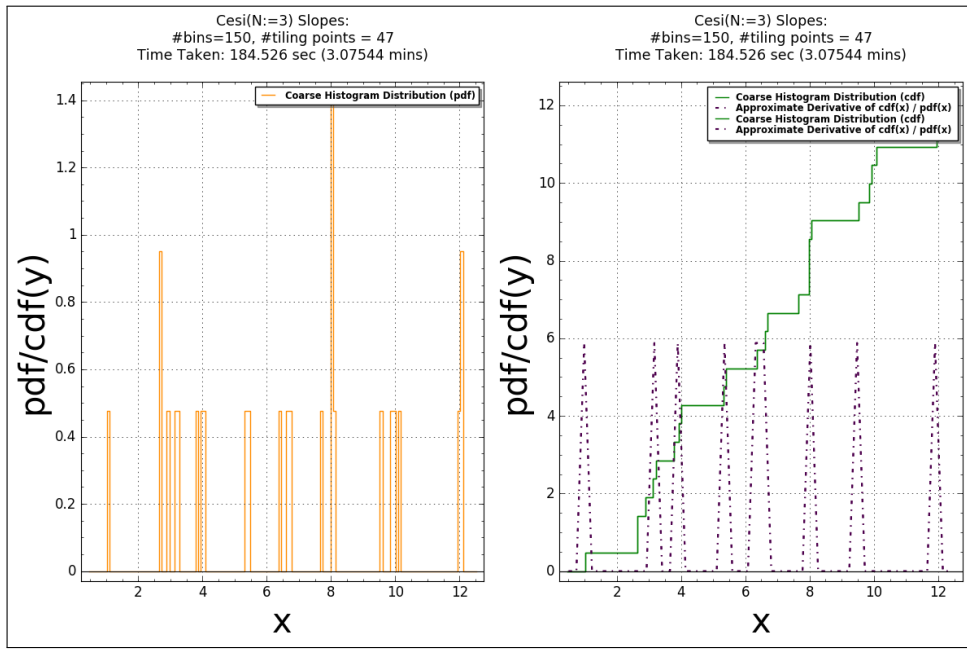 Cesi(N:=3) Slopes:
#bins=150, #tiling points = 47
Time Taken: 184.526 sec (3.07544 mins)
Coarse Histogram Distribution (pdf)
pdf/cdf(y)
1.4
1.2
1
0.8
0.6
0.4
0.2
0
2 4 6 8 10 12
x
Cesi(N:=3) Slopes:
#bins=150, #tiling points = 47
Time Taken: 184.526 sec (3.07544 mins)
Coarse Histogram Distribution (cdf)
Approximate Derivative of cdf(x) / pdf(x)
Coarse Histogram Distribution (cdf)
Approximate Derivative of cdf(x) / pdf(x)
pdf/cdf(y)
12
10
8
6
4
2
0
2 4 6 8 10 12
x